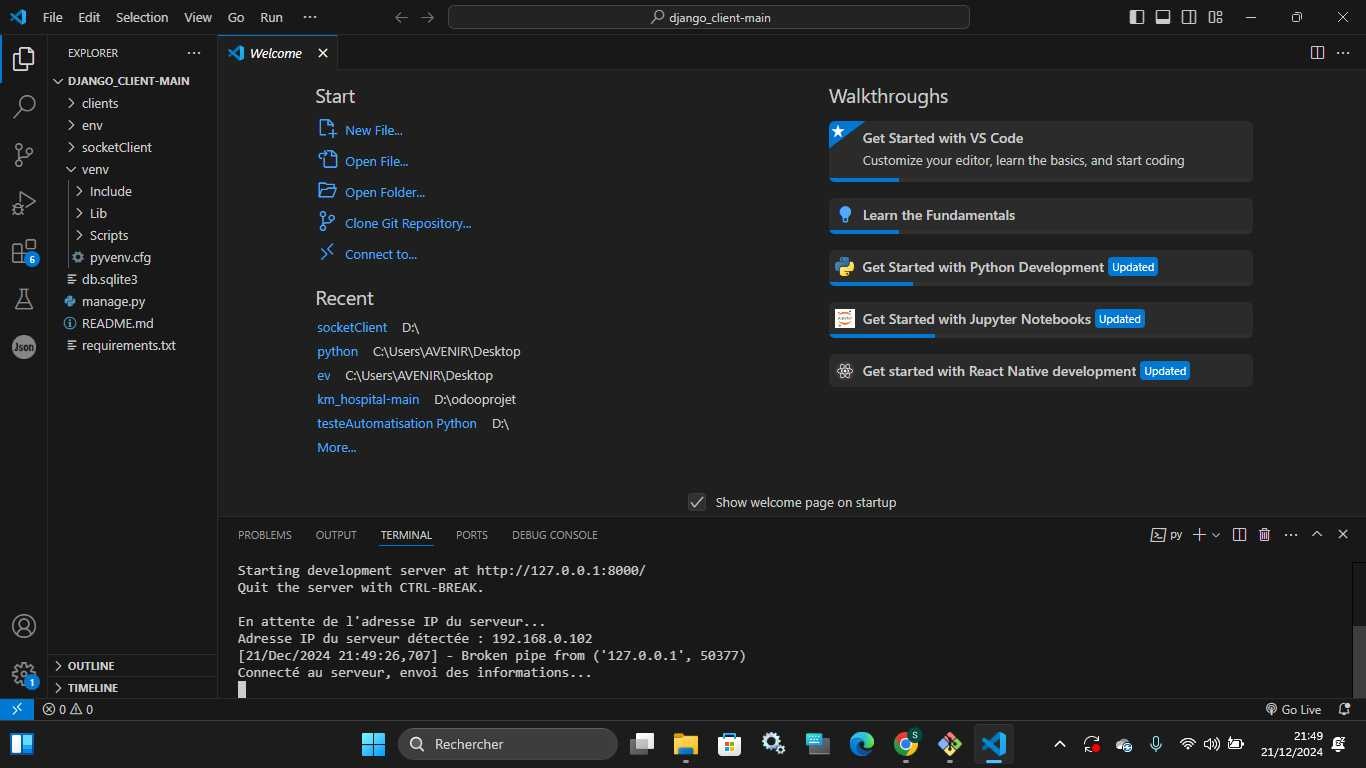 File Edit Selection View Go Run ···
django_client-main
EXPLORER
Welcome
DJANGO_CLIENT-MAIN
clients
env
socketClient
venv
Include
Lib
Scripts
pyvenv.cfg
db.sqlite3
manage.py
README.md
requirements.txt
OUTLINE
TIMELINE
6
Json
1
Start
New File...
Open File...
Open Folder...
Clone Git Repository...
Connect to...
Recent
socketClient D:\
python C:\Users\AVENIR\Desktop
ev C:\Users\AVENIR\Desktop
km_hospital-main D:\odooprojet
testeAutomatisation Python D:\
More...
Walkthroughs
Get Started with VS Code
Customize your editor, learn the basics, and start coding
Learn the Fundamentals
Get Started with Python Development Updated
Get Started with Jupyter Notebooks Updated
Get started with React Native development Updated
Show welcome page on startup
PROBLEMS OUTPUT TERMINAL PORTS DEBUG CONSOLE
py
Starting development server at http://127.0.0.1:8000/
Quit the server with CTRL-BREAK.
En attente de l'adresse IP du serveur...
Adresse IP du serveur détectée : 192.168.0.102
[21/Dec/2024 21:49:26,707] - Broken pipe from ('127.0.0.1', 50377)
Connecté au serveur, envoi des informations...
0 0
Go Live
Rechercher
S
21:49
21/12/2024